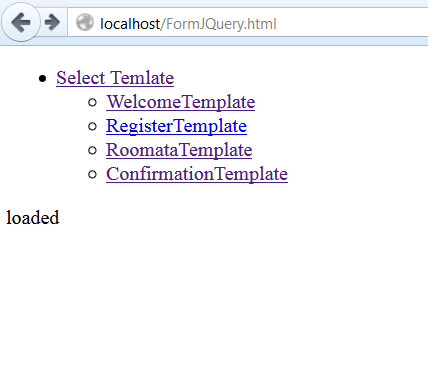 localhost/FormJQuery.html
Select Temlate
WelcomeTemplate
RegisterTemplate
RoomataTemplate
ConfirmationTemplate
loaded